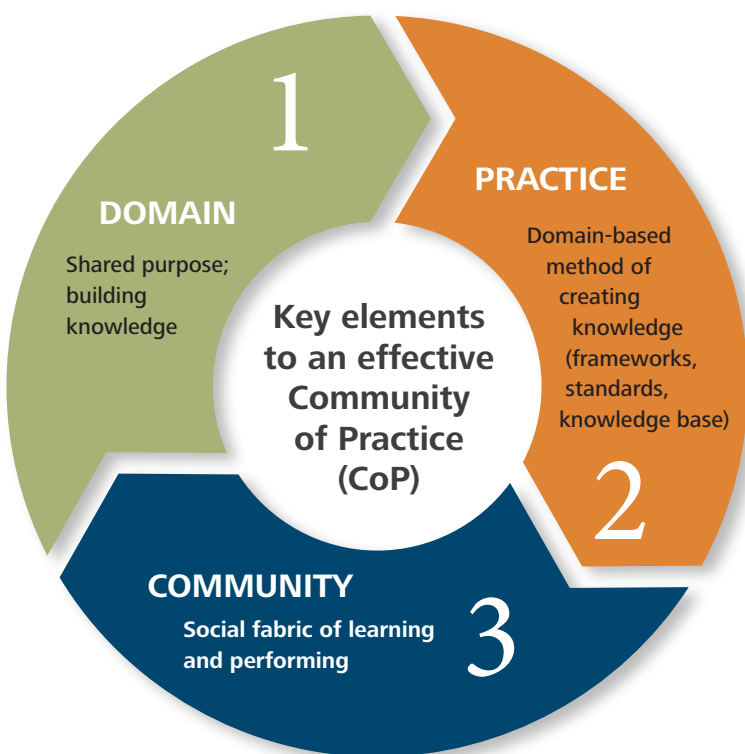 1
DOMAIN
Shared purpose;
building
knowledge
PRACTICE
Domain-based
method of
creating
knowledge
(frameworks,
standards,
knowledge base)
2
COMMUNITY
Social fabric of learning
and performing
3
Key elements
to an effective
Community
of Practice
(CoP)